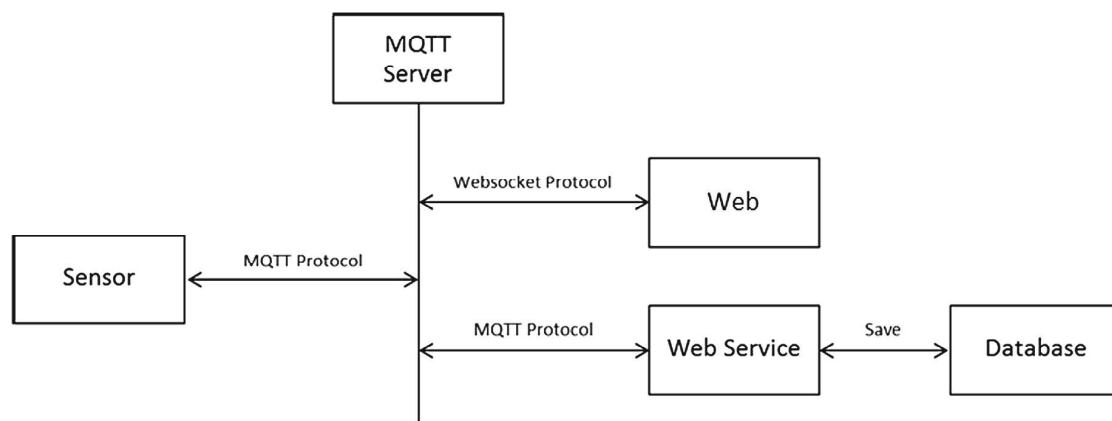 MQTT
Server
Websocket Protocol
Web
Sensor
MQTT Protocol
MQTT Protocol
Web Service
Save
Database